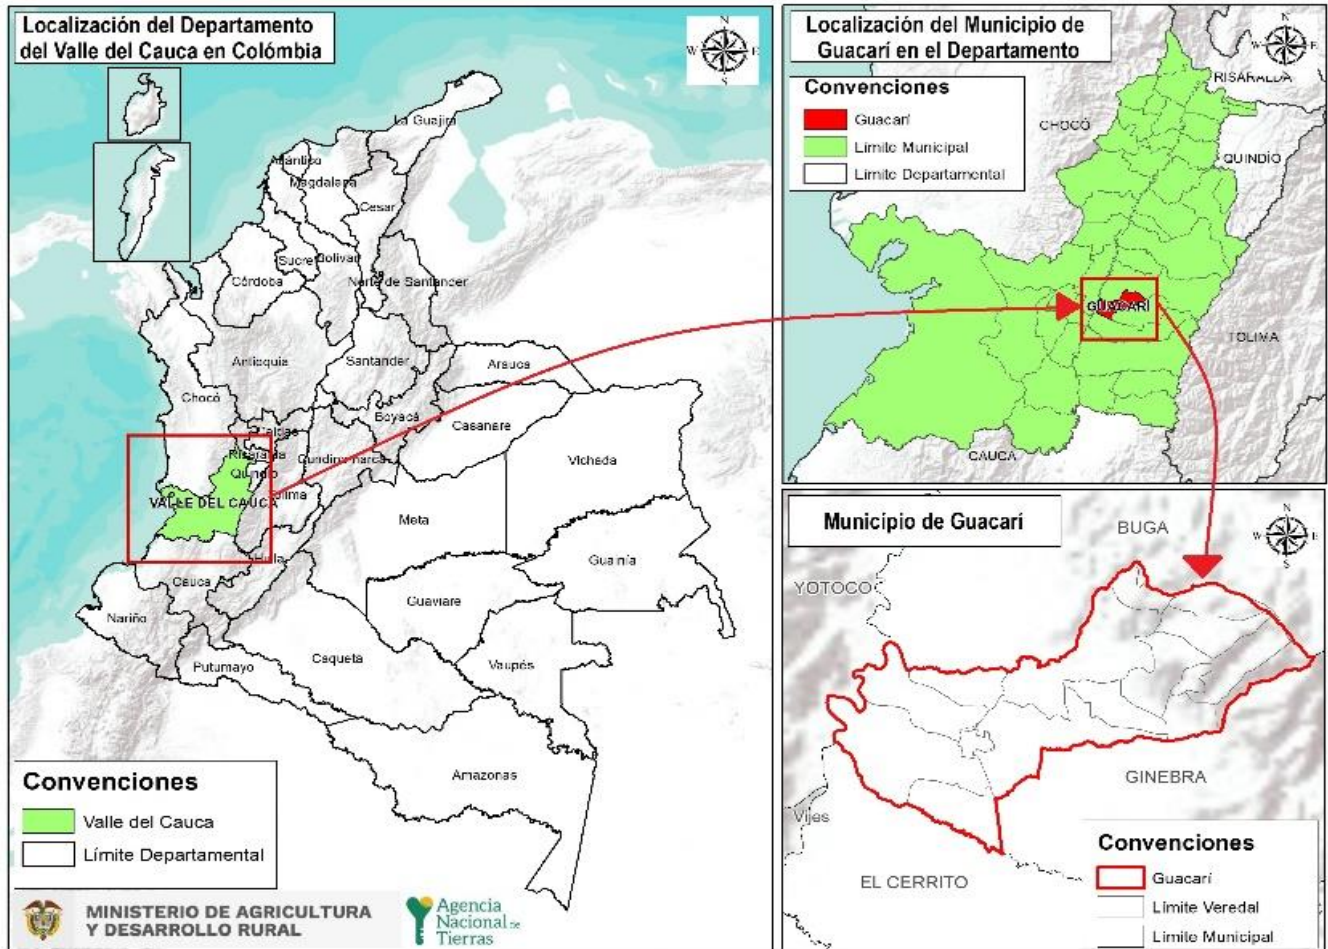 Localización del Departamento
del Valle del Cauca en Colómbia
N
W
E
S
La Guajira
Atlántico
Magdalena
Cesar
Sucre
Bolívar
Norte de Santander
Córdoba
Antioquia
Santander
Arauca
Chocó
Boyacá
Casanare
Caldas
Risaralda
Cundinamarca
Vichada
Quindío
VALLE DEL CAUCA
Tolima
Meta
Huila
Guainía
Cauca
Guaviare
Nariño
Caqueta
Vaupés
Putumayo
Amazonas
Convenciones
Valle del Cauca
Límite Departamental
MINISTERIO DE AGRICULTURA
Y DESARROLLO RURAL
Agencia
Nacional de
Tierras
Localización del Municipio de
Guacarí en el Departamento
N
W
E
S
Convenciones
Guacarí
Límite Municipal
Límite Departamental
RISARALDA
CHOCÓ
QUINDÍO
GUACARÍ
TOLIMA
CAUCA
Municipio de Guacarí
N
W
E
S
BUGA
YOTOCO
GINEBRA
Vijes
EL CERRITO
Convenciones
Guacarí
Límite Veredal
Límite Municipal